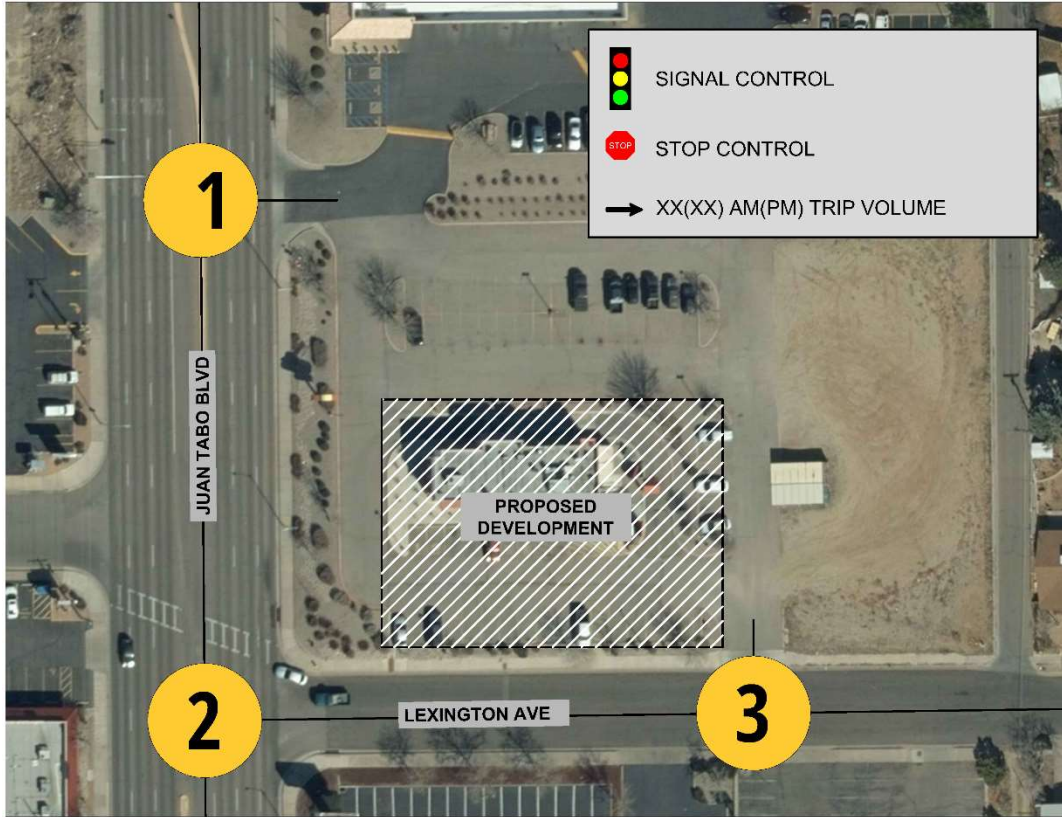 1
SIGNAL CONTROL
STOP
STOP CONTROL
XX(XX) AM(PM) TRIP VOLUME
JUAN TABO BLVD
PROPOSED
DEVELOPMENT
2
LEXINGTON AVE
3